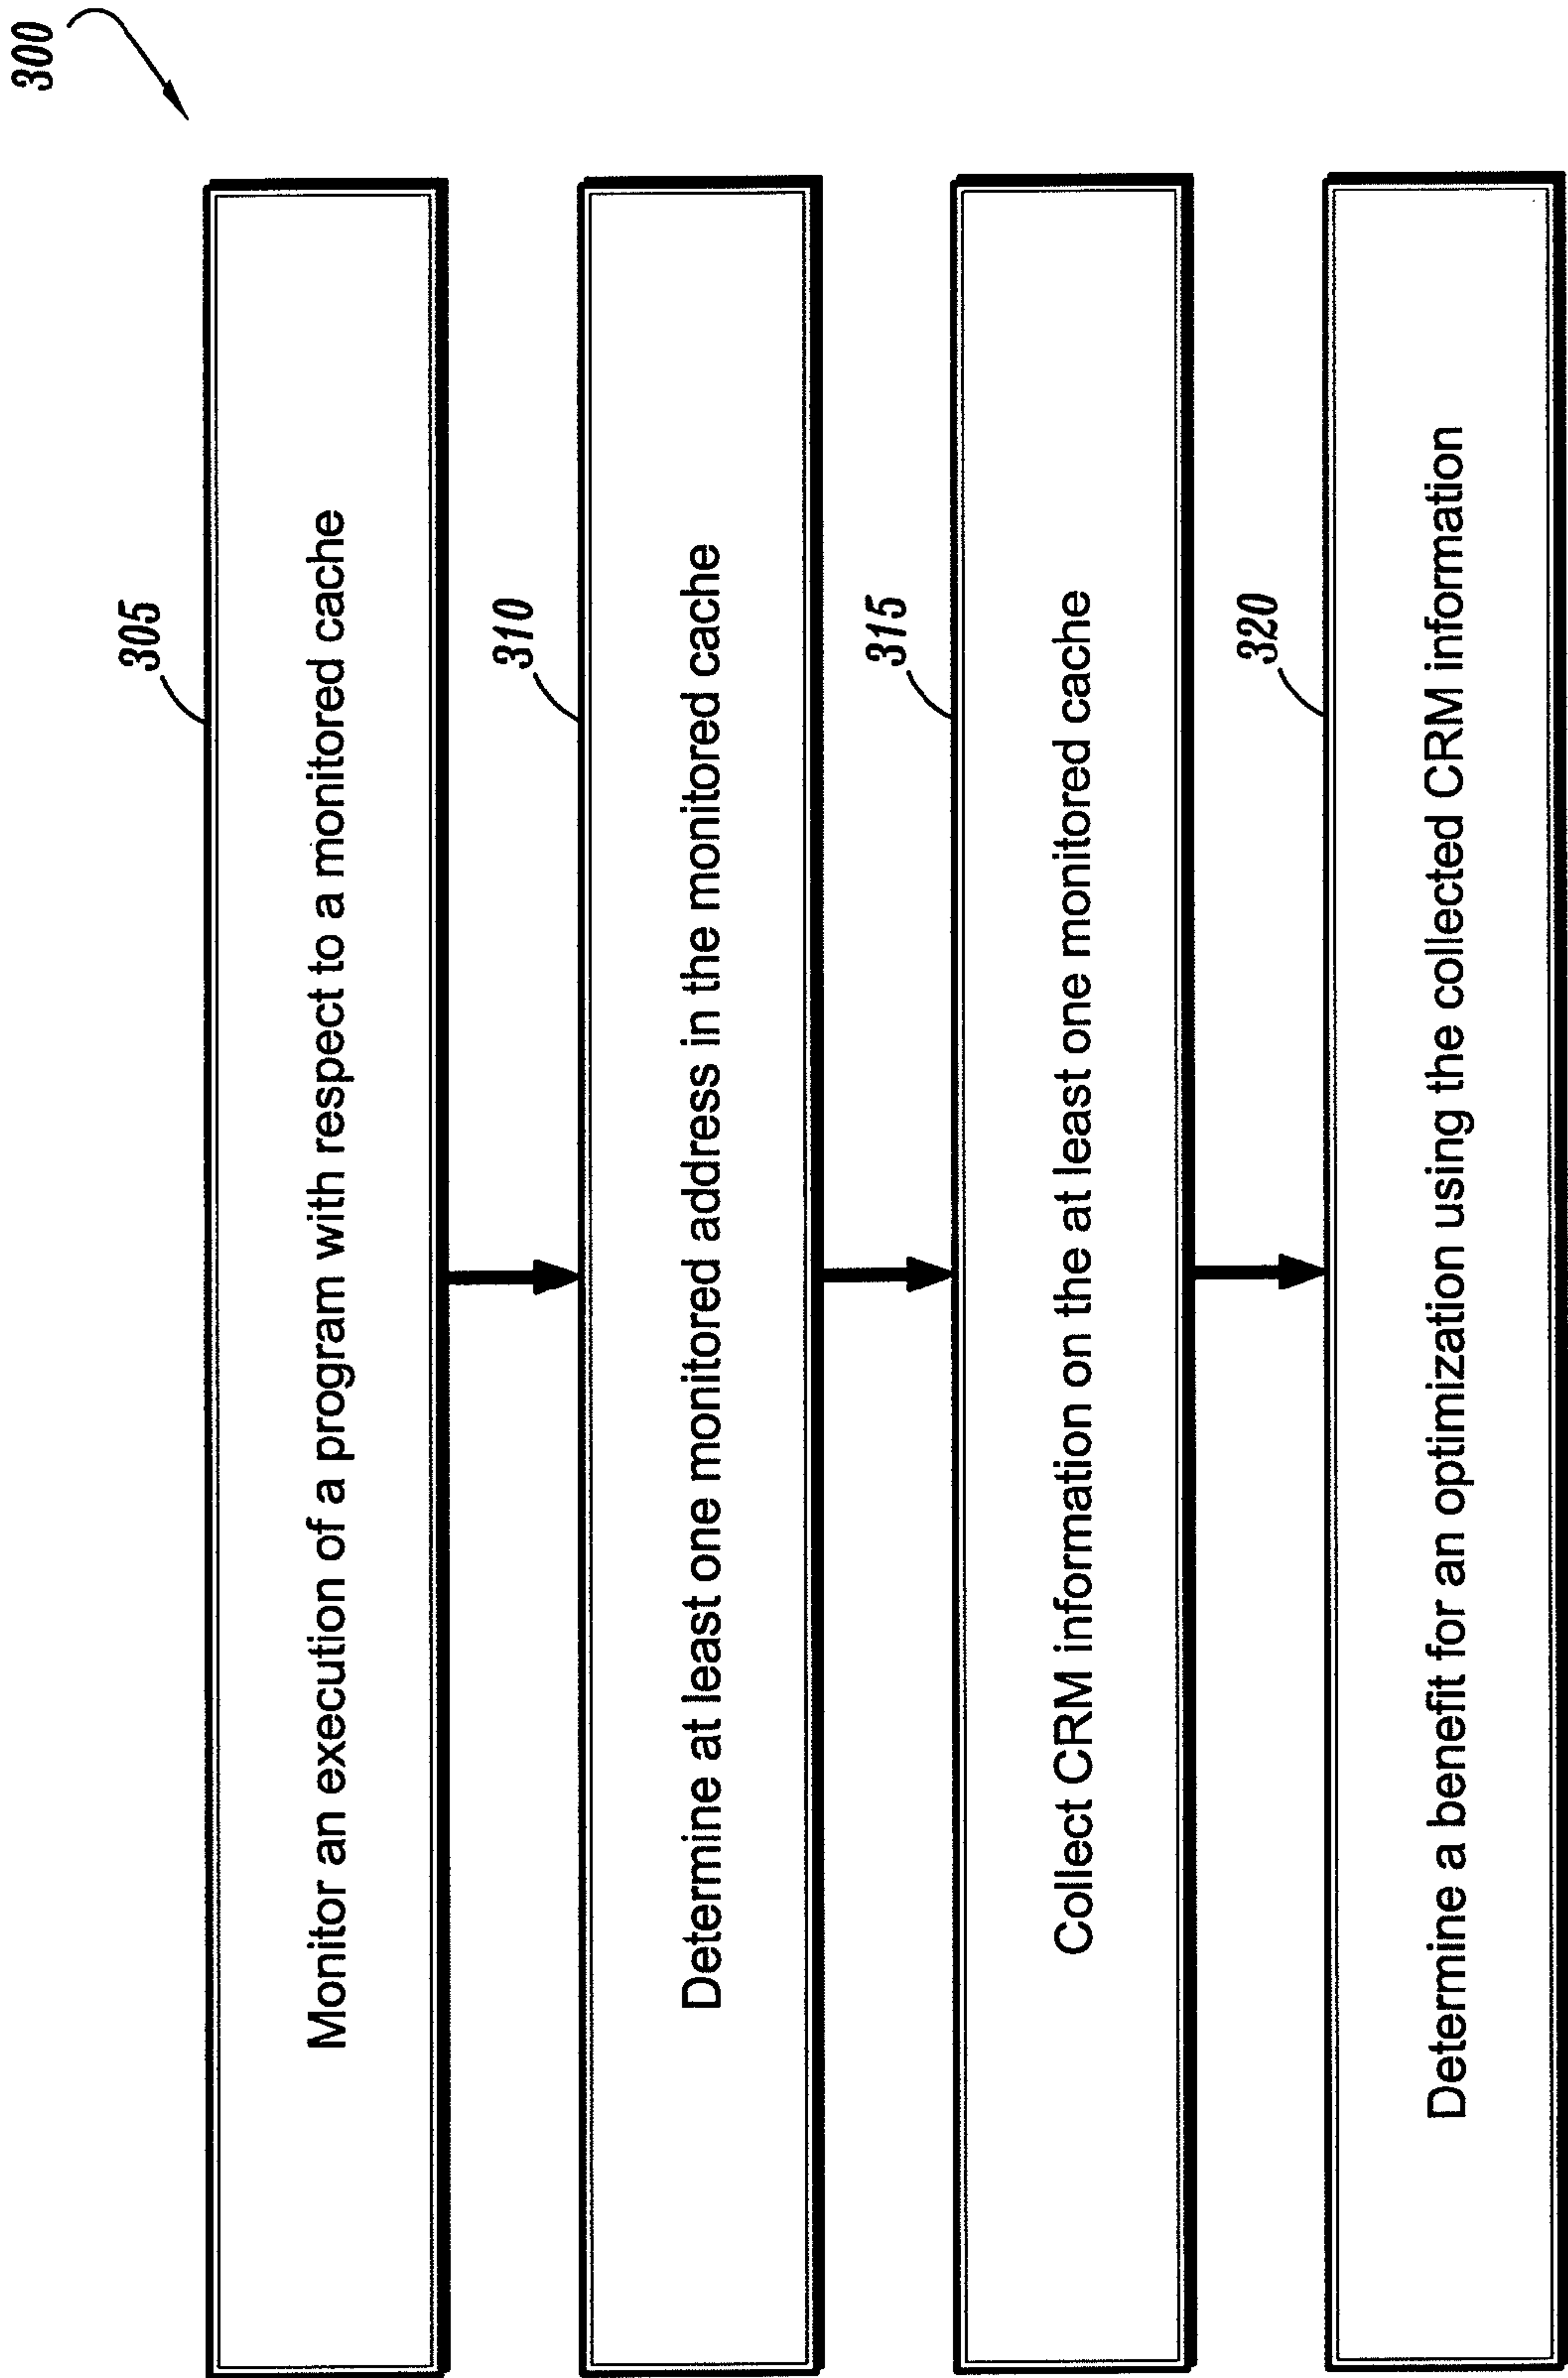 300
305
Monitor an execution of a program with respect to a monitored cache
310
Determine at least one monitored address in the monitored cache
315
Collect CRM information on the at least one monitored cache
320
Determine a benefit for an optimization using the collected CRM information